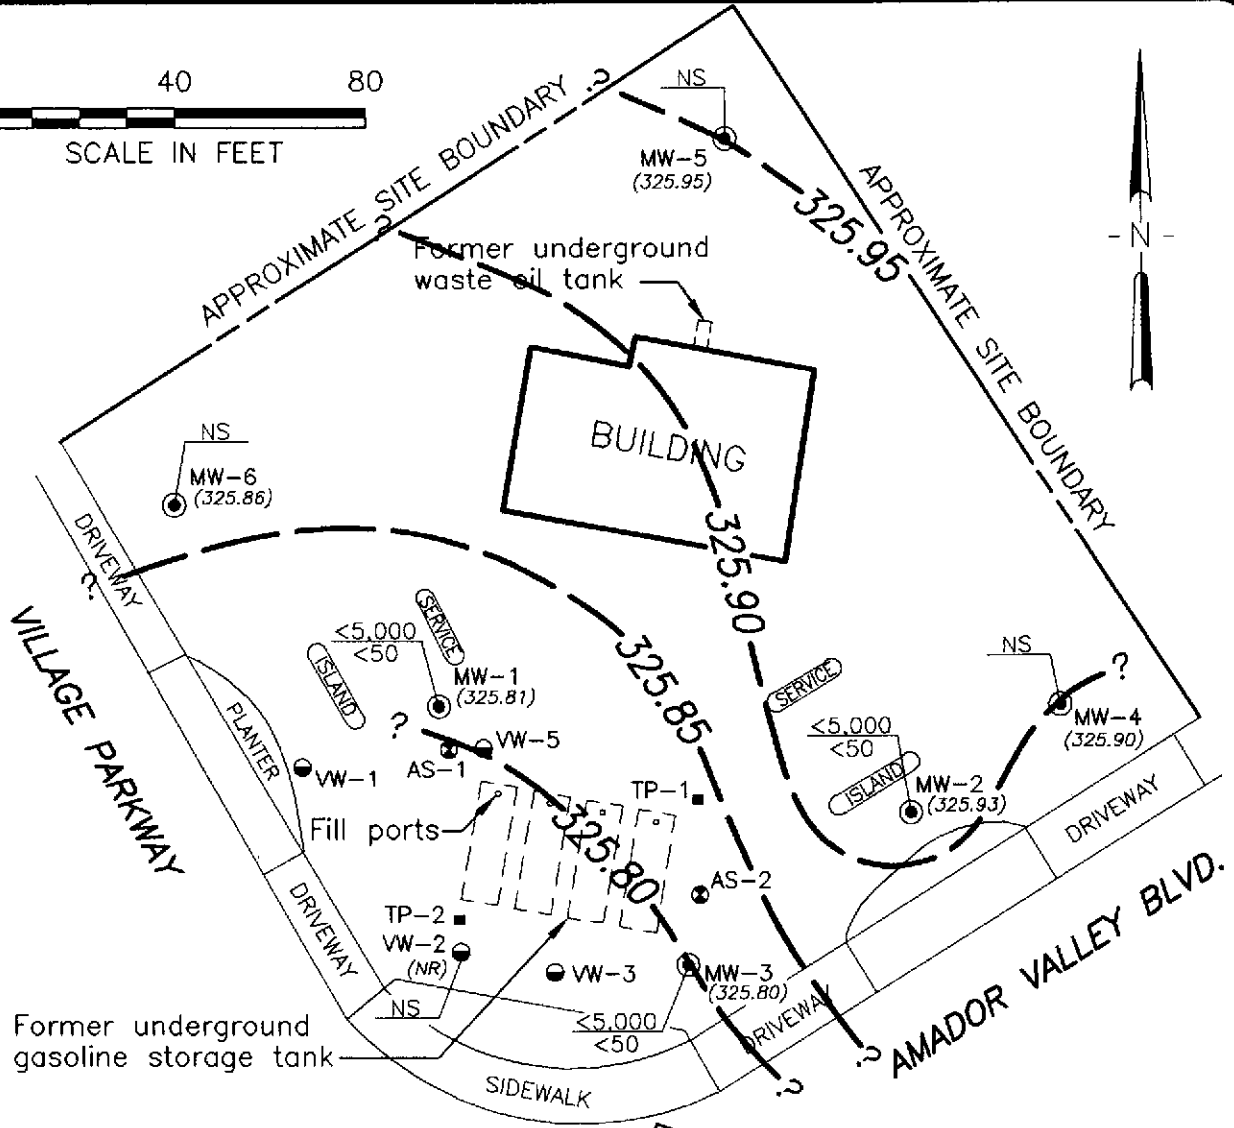 40 80
SCALE IN FEET
APPROXIMATE SITE BOUNDARY
?
NS
MW-5
(325.95)
325.95
APPROXIMATE SITE BOUNDARY
- N -
?
Former underground
waste oil tank
BUILDING
NS
MW-6
(325.86)
325.90
DRIVEWAY
?
VILLAGE PARKWAY
SERVICE
ISLAND
<5,000
<50
MW-1
(325.81)
325.85
SERVICE
ISLAND
NS
?
MW-4
(325.90)
<5,000
<50
MW-2
(325.93)
PLANTER
?
VW-1
AS-1
VW-5
TP-1
Fill ports
325.80
DRIVEWAY
DRIVEWAY
TP-2
VW-2
(NR)
NS
VW-3
AS-2
MW-3
(325.80)
<5,000
<50
DRIVEWAY
?
?
AMADOR VALLEY BLVD.
Former underground
gasoline storage tank
SIDEWALK